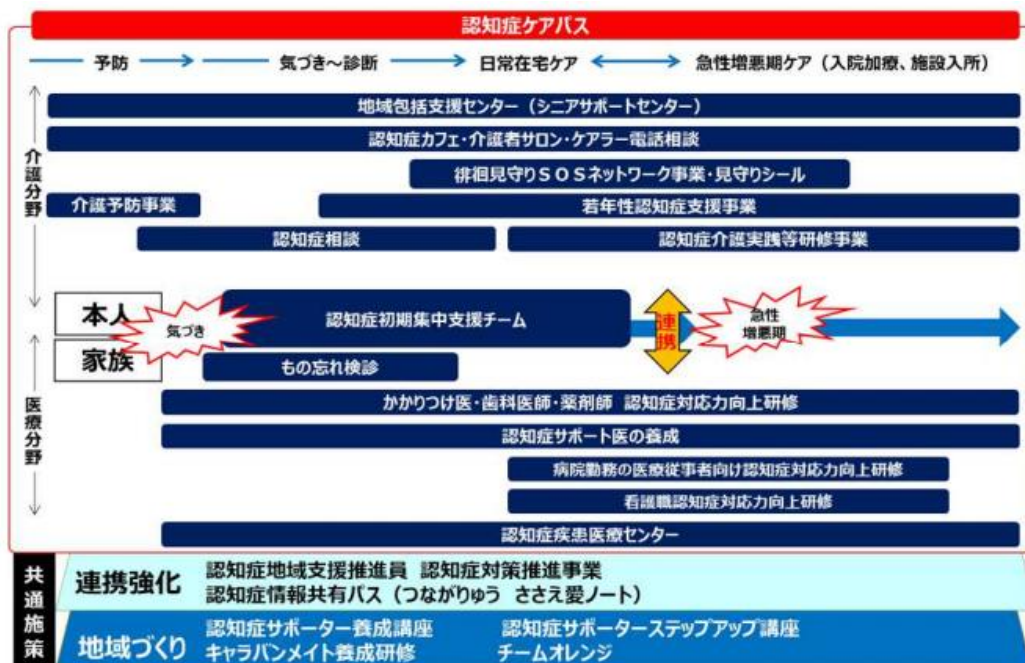 認知症ケアパス
予防
気づき～診断
日常在宅ケア
急性増悪期ケア（入院加療、施設入所）
介護分野
地域包括支援センター（シニアサポートセンター）
認知症カフェ・介護者サロン・ケアラー電話相談
徘徊見守りSOSネットワーク事業・見守りシール
介護予防事業
若年性認知症支援事業
認知症相談
認知症介護実践等研修事業
本人
気づき
認知症初期集中支援チーム
連携
急性
増悪期
家族
もの忘れ検診
医療分野
かかりつけ医・歯科医師・薬剤師 認知症対応力向上研修
認知症サポート医の養成
病院勤務の医療従事者向け認知症対応力向上研修
看護職認知症対応力向上研修
認知症疾患医療センター
共通施策
連携強化
認知症地域支援推進員 認知症対策推進事業
認知症情報共有パス（つながりゅう ささえ愛ノート）
地域づくり
認知症サポーター養成講座 認知症サポーターステップアップ講座
キャラバンメイト養成研修 チームオレンジ